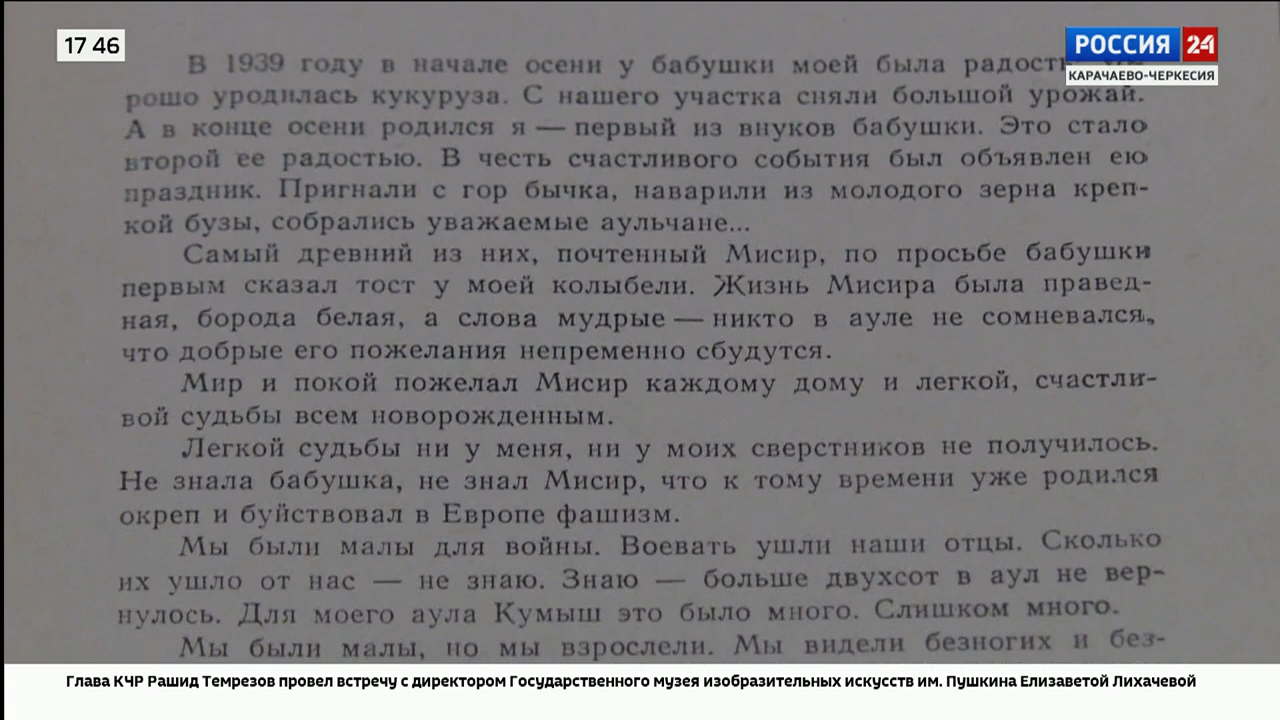 17 46
РОССИЯ 24
КАРАЧАЕВО-ЧЕРКЕСИЯ
В 1939 году в начале осени у бабушки моей была
рошо уродилась кукуруза. С нашего участка сняли большой урожай.
А в конце осени родился я — первый из внуков бабушки. Это стало
второй ее радостью. В честь счастливого события был объявлен ею
праздник. Пригнали с гор бычка, наварили из молодого зерна креп-
кой бузы, собрались уважаемые аульчане...
Самый древний из них, почтенный Мисир, по просьбе бабушки
первым сказал тост у моей колыбели. Жизнь Мисира была правед-
ная, борода белая, а слова мудрые — никто в ауле не сомневался,
что добрые его пожелания непременно сбудутся.
Мир и покой пожелал Мисир каждому дому и легкой, счастли-
вой судьбы всем новорожденным.
Легкой судьбы ни у меня, ни у моих сверстников не получилось.
Не знала бабушка, не знал Мисир, что к тому времени уже родился
окреп и буйствовал в Европе фашизм.
Мы были малы для войны. Воевать ушли наши отцы. Сколько
их ушло от нас — не знаю. Знаю — больше двухсот в аул не вер-
нулось. Для моего аула Кумыш это было много. Слишком много.
Мы были малы, но мы взрослели. Мы видели безногих и без-
Глава КЧР Рашид Темрезов провел встречу с директором Государственного музея изобразительных искусств им. Пушкина Елизаветой Лихачевой